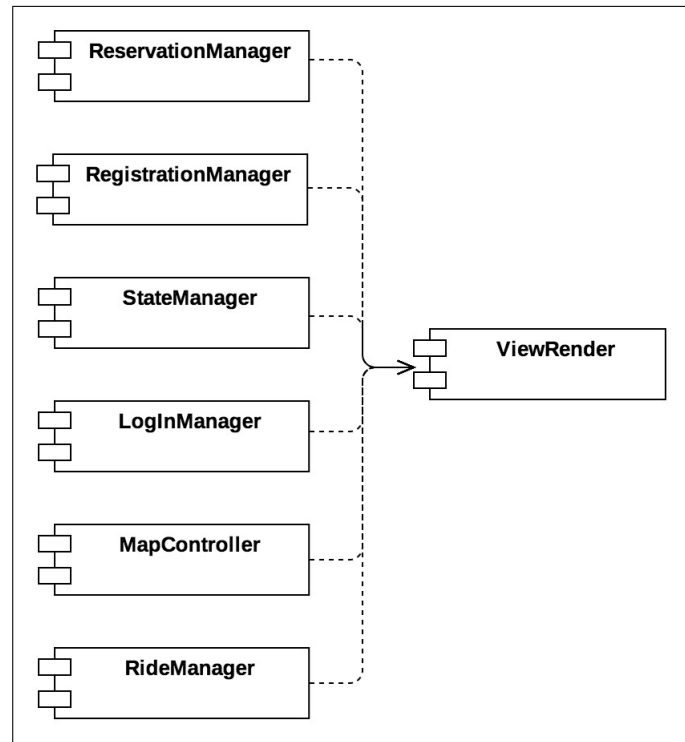 ReservationManager
RegistrationManager
StateManager
ViewRender
LogInManager
MapController
RideManager